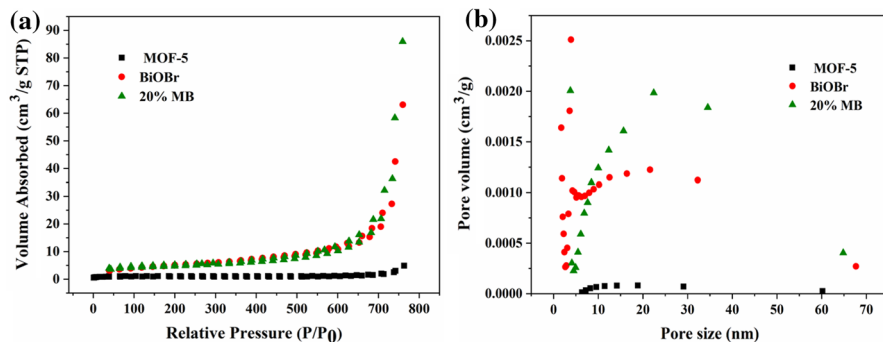 (a)
90
80
70
60
50
40
30
20
10
0
Volume Absorbed (cm³/g STP)
MOF-5
BiOBr
20% MB
0 100 200 300 400 500 600 700 800
Relative Pressure (P/P0)
(b)
0.0025
0.0020
0.0015
0.0010
0.0005
0.0000
Pore volume (cm³/g)
MOF-5
BiOBr
20% MB
0 10 20 30 40 50 60 70
Pore size (nm)